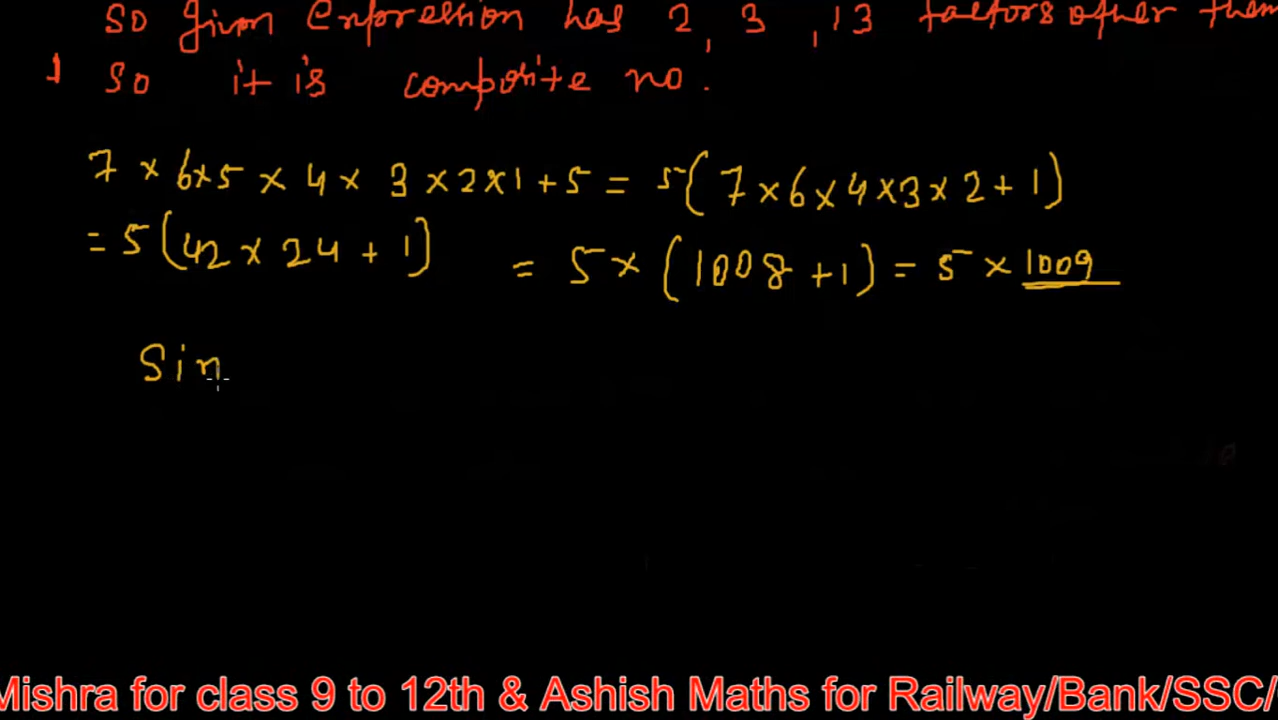 So given expression has 2, 3, 13 factors other them
1 So it is composite no.
7 × 6 × 5 × 4 × 3 × 2 × 1 + 5 = 5(7 × 6 × 4 × 3 × 2 + 1)
= 5(42 × 24 + 1) = 5 × (1008 + 1) = 5 × 1009
Sin
Mishra for class 9 to 12th & Ashish Maths for Railway/Bank/SSC/